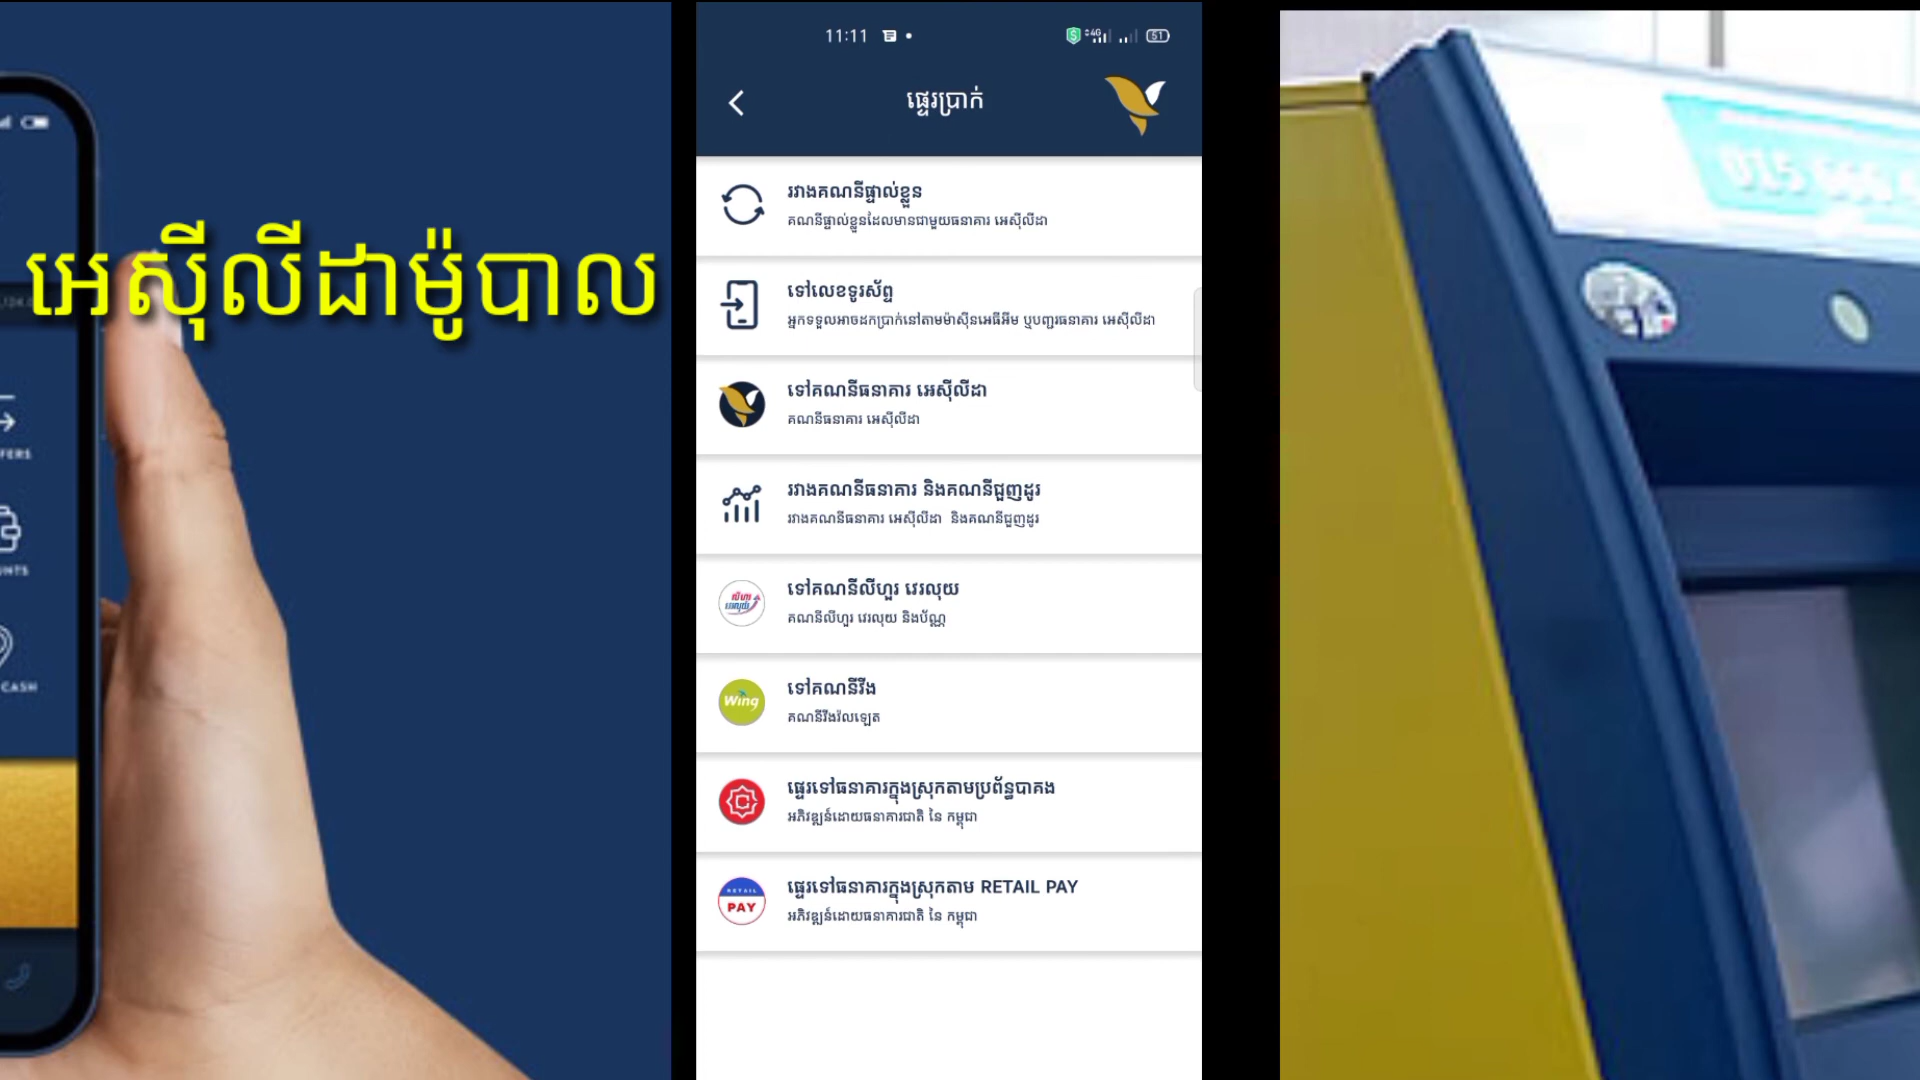 អេស៊ីលីដាម៉ូបាល
FERS
CASH
11:11
4G
51
ផ្ទេរប្រាក់
រវាងគណនីផ្ទាល់ខ្លួន
គណនីផ្ទាល់ខ្លួនដែលមានជាមួយធនាគារ អេស៊ីលីដា
ទៅលេខទូរស័ព្ទ
អ្នកទទួលអាចដកប្រាក់នៅតាមម៉ាស៊ីនអេធីអឹម ឬបញ្ជរធនាគារ អេស៊ីលីដា
ទៅគណនីធនាគារ អេស៊ីលីដា
គណនីធនាគារ អេស៊ីលីដា
រវាងគណនីធនាគារ និងគណនីជួញដូរ
រវាងគណនីធនាគារ អេស៊ីលីដា និងគណនីជួញដូរ
ទៅគណនីលីហួរ វេរលុយ
គណនីលីហួរ វេរលុយ និងប័ណ្ណ
Wing
ទៅគណនីវីង
គណនីវីងវ៉លឡេត
ផ្ទេរទៅធនាគារក្នុងស្រុកតាមប្រព័ន្ធបាគង
អភិវឌ្ឍន៍ដោយធនាគារជាតិ នៃ កម្ពុជា
RETAIL
PAY
ផ្ទេរទៅធនាគារក្នុងស្រុកតាម RETAIL PAY
អភិវឌ្ឍន៍ដោយធនាគារជាតិ នៃ កម្ពុជា